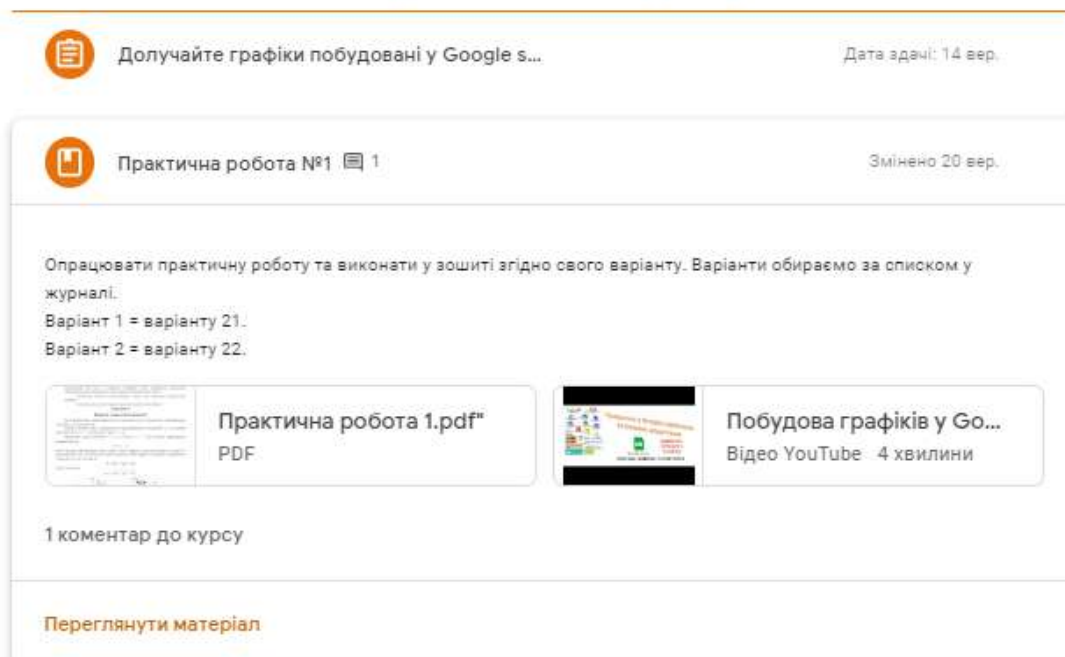 Долучайте графіки побудовані у Google s...
Дата здачі: 14 вер.
Практична робота №1 1
Змінено 20 вер.
Опрацювати практичну роботу та виконати у зошиті згідно свого варіанту. Варіанти обираємо за списком у
журналі.
Варіант 1 = варіанту 21.
Варіант 2 = варіанту 22.
Практична робота 1.pdf"
PDF
Побудова графіків у Go...
Відео YouTube 4 хвилини
1 коментар до курсу
Переглянути матеріал